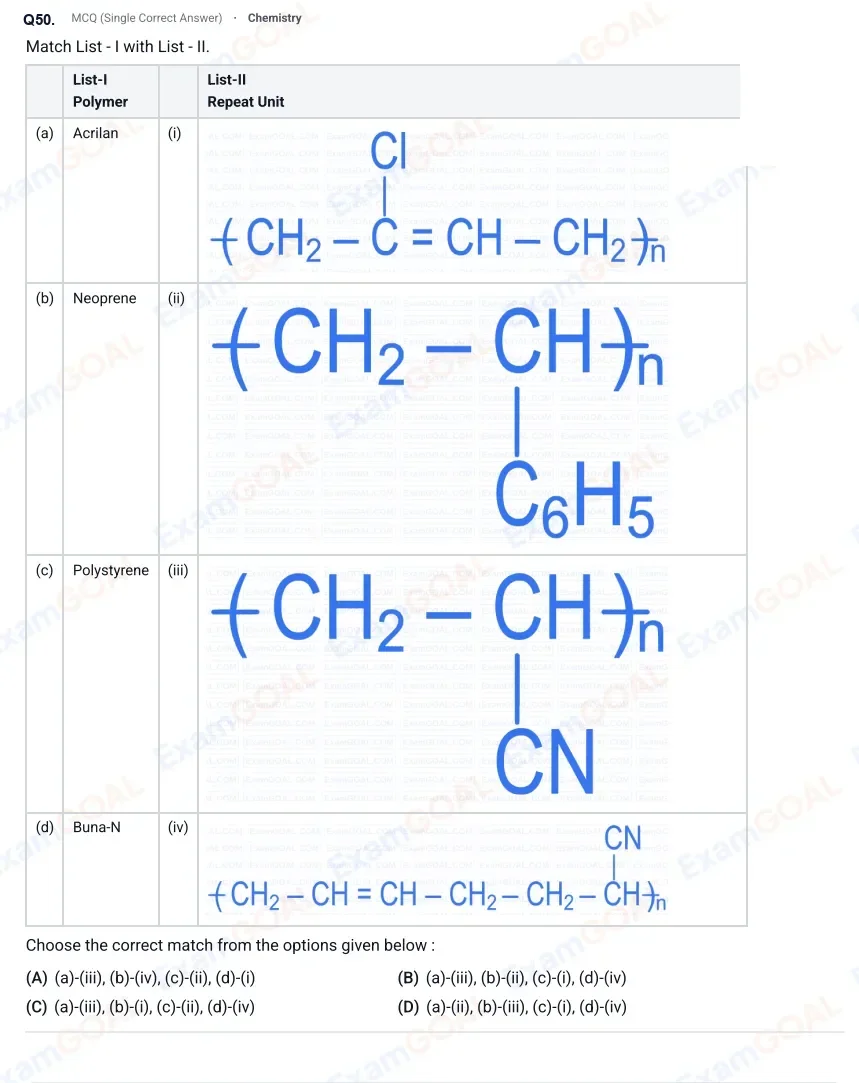 Q50. MCQ (Single Correct Answer) · Chemistry
Match List - I with List - II.
List-I
Polymer
List-II
Repeat Unit
(a) Acrilan (i)
Cl
|
-(CH₂ – C = CH – CH₂)-n
(b) Neoprene (ii)
-(CH₂ – CH)-n
|
C₆H₅
(c) Polystyrene (iii)
-(CH₂ – CH)-n
|
CN
(d) Buna-N (iv)
CN
|
-(CH₂ – CH = CH – CH₂ – CH₂ – CH)-n
Choose the correct match from the options given below :
(A) (a)-(iii), (b)-(iv), (c)-(ii), (d)-(i) (B) (a)-(iii), (b)-(ii), (c)-(i), (d)-(iv)
(C) (a)-(iii), (b)-(i), (c)-(ii), (d)-(iv) (D) (a)-(ii), (b)-(iii), (c)-(i), (d)-(iv)
ExamGOAL